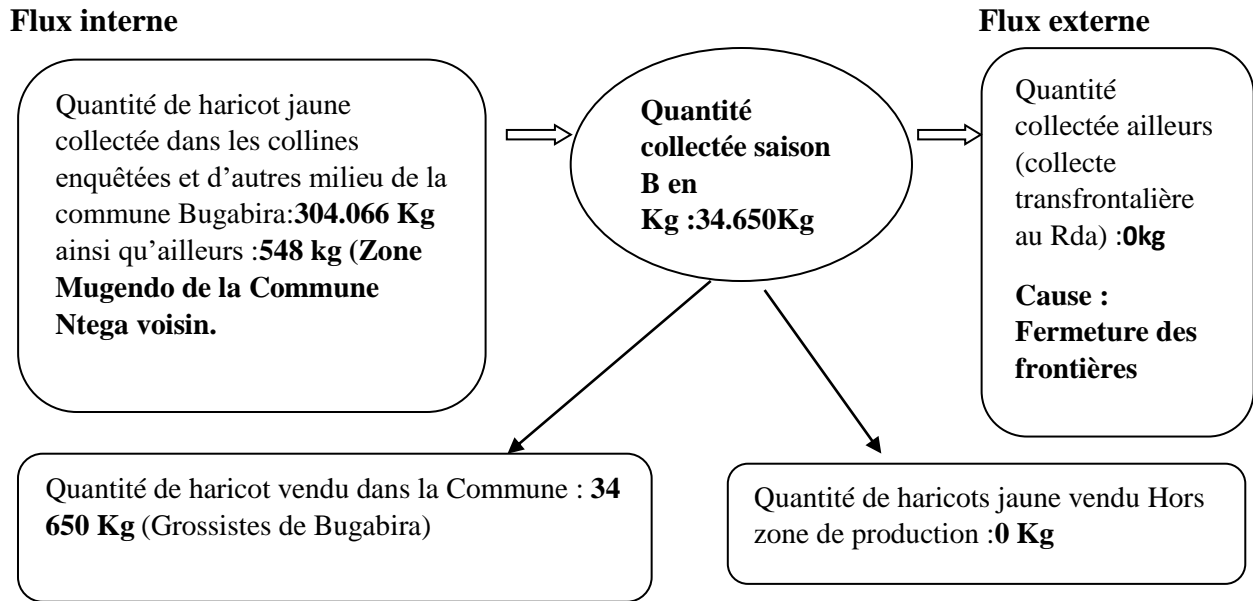 Flux interne
Flux externe
Quantité de haricot jaune
collectée dans les collines
enquêtées et d'autres milieu de la
commune Bugabira:304.066 Kg
ainsi qu'ailleurs :548 kg (Zone
Mugendo de la Commune
Ntega voisin.
Quantité
collectée saison
B en
Kg :34.650Kg
Quantité
collectée ailleurs
(collecte
transfrontalière
au Rda) :0kg
Cause :
Fermeture des
frontières
Quantité de haricot vendu dans la Commune : 34
650 Kg (Grossistes de Bugabira)
Quantité de haricots jaune vendu Hors
zone de production :0 Kg